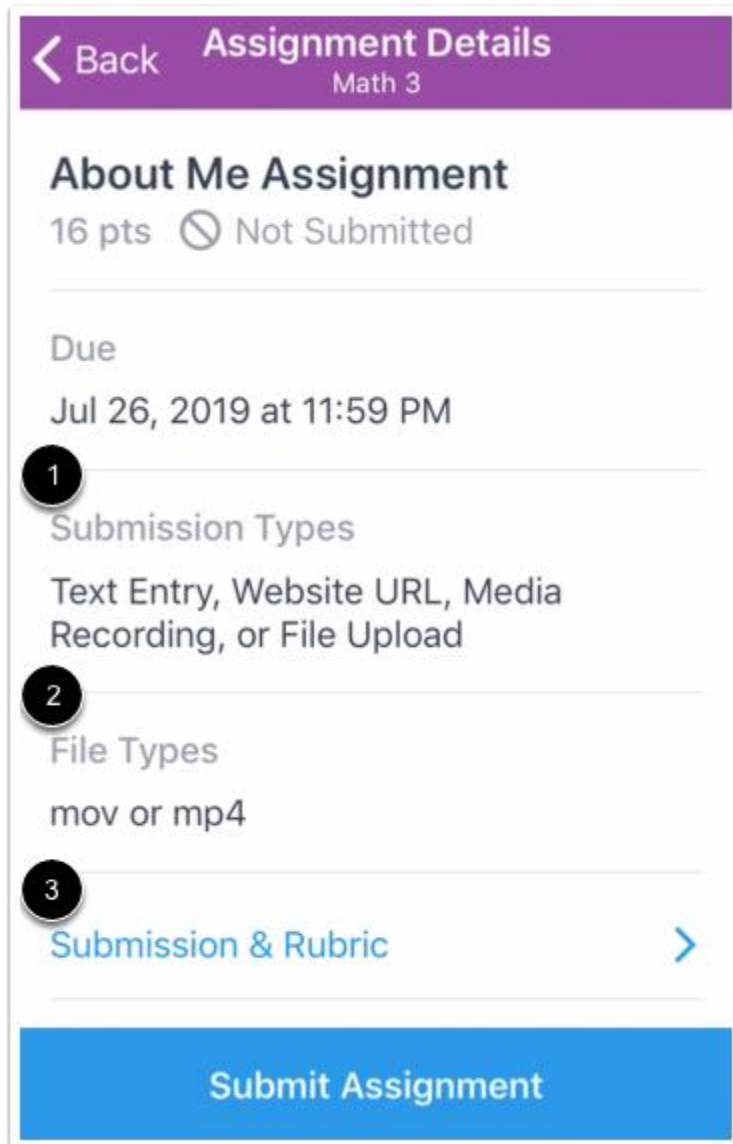 Back
Assignment Details
Math 3
About Me Assignment
16 pts Not Submitted
Due
Jul 26, 2019 at 11:59 PM
1
Submission Types
Text Entry, Website URL, Media
Recording, or File Upload
2
File Types
mov or mp4
3
Submission & Rubric
Submit Assignment